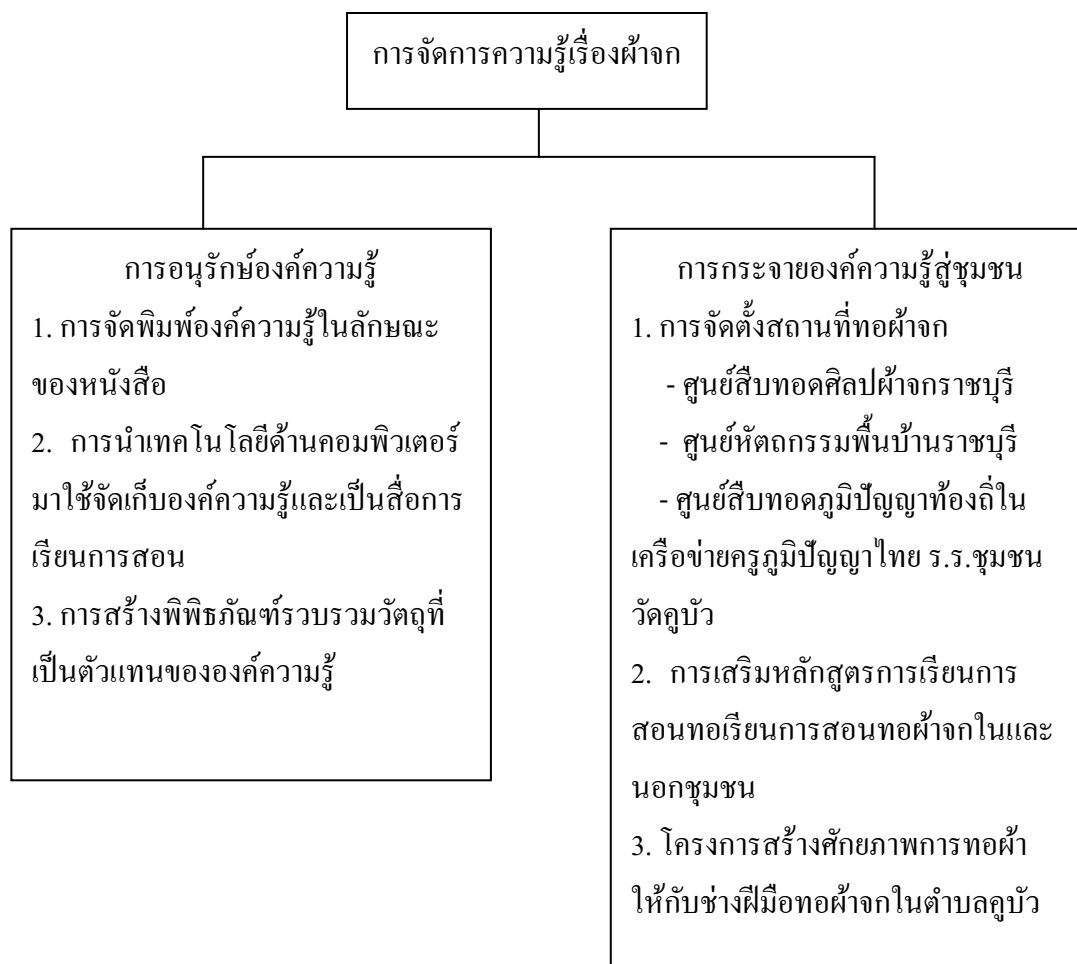 การจัดการความรู้เรื่องผ้าจก
การอนุรักษ์องค์ความรู้
1. การจัดพิมพ์องค์ความรู้ในลักษณะ
ของหนังสือ
2. การนำเทคโนโลยีด้านคอมพิวเตอร์
มาใช้จัดเก็บองค์ความรู้และเป็นสื่อการ
เรียนการสอน
3. การสร้างพิพิธภัณฑ์รวบรวมวัตถุที่
เป็นตัวแทนขององค์ความรู้
การกระจายองค์ความรู้สู่ชุมชน
1. การจัดตั้งสถานที่ทอผ้าจก
- ศูนย์สืบทอดศิลปผ้าจกราชบุรี
- ศูนย์หัตถกรรมพื้นบ้านราชบุรี
- ศูนย์สืบทอดภูมิปัญญาท้องถิ่ใน
เครือข่ายครูภูมิปัญญาไทย ร.ร.ชุมชน
วัดคูบัว
2. การเสริมหลักสูตรการเรียนการ
สอนทอเรียนการสอนทอผ้าจกในและ
นอกชุมชน
3. โครงการสร้างศักยภาพการทอผ้า
ให้กับช่างฝีมือทอผ้าจกในตำบลคูบัว